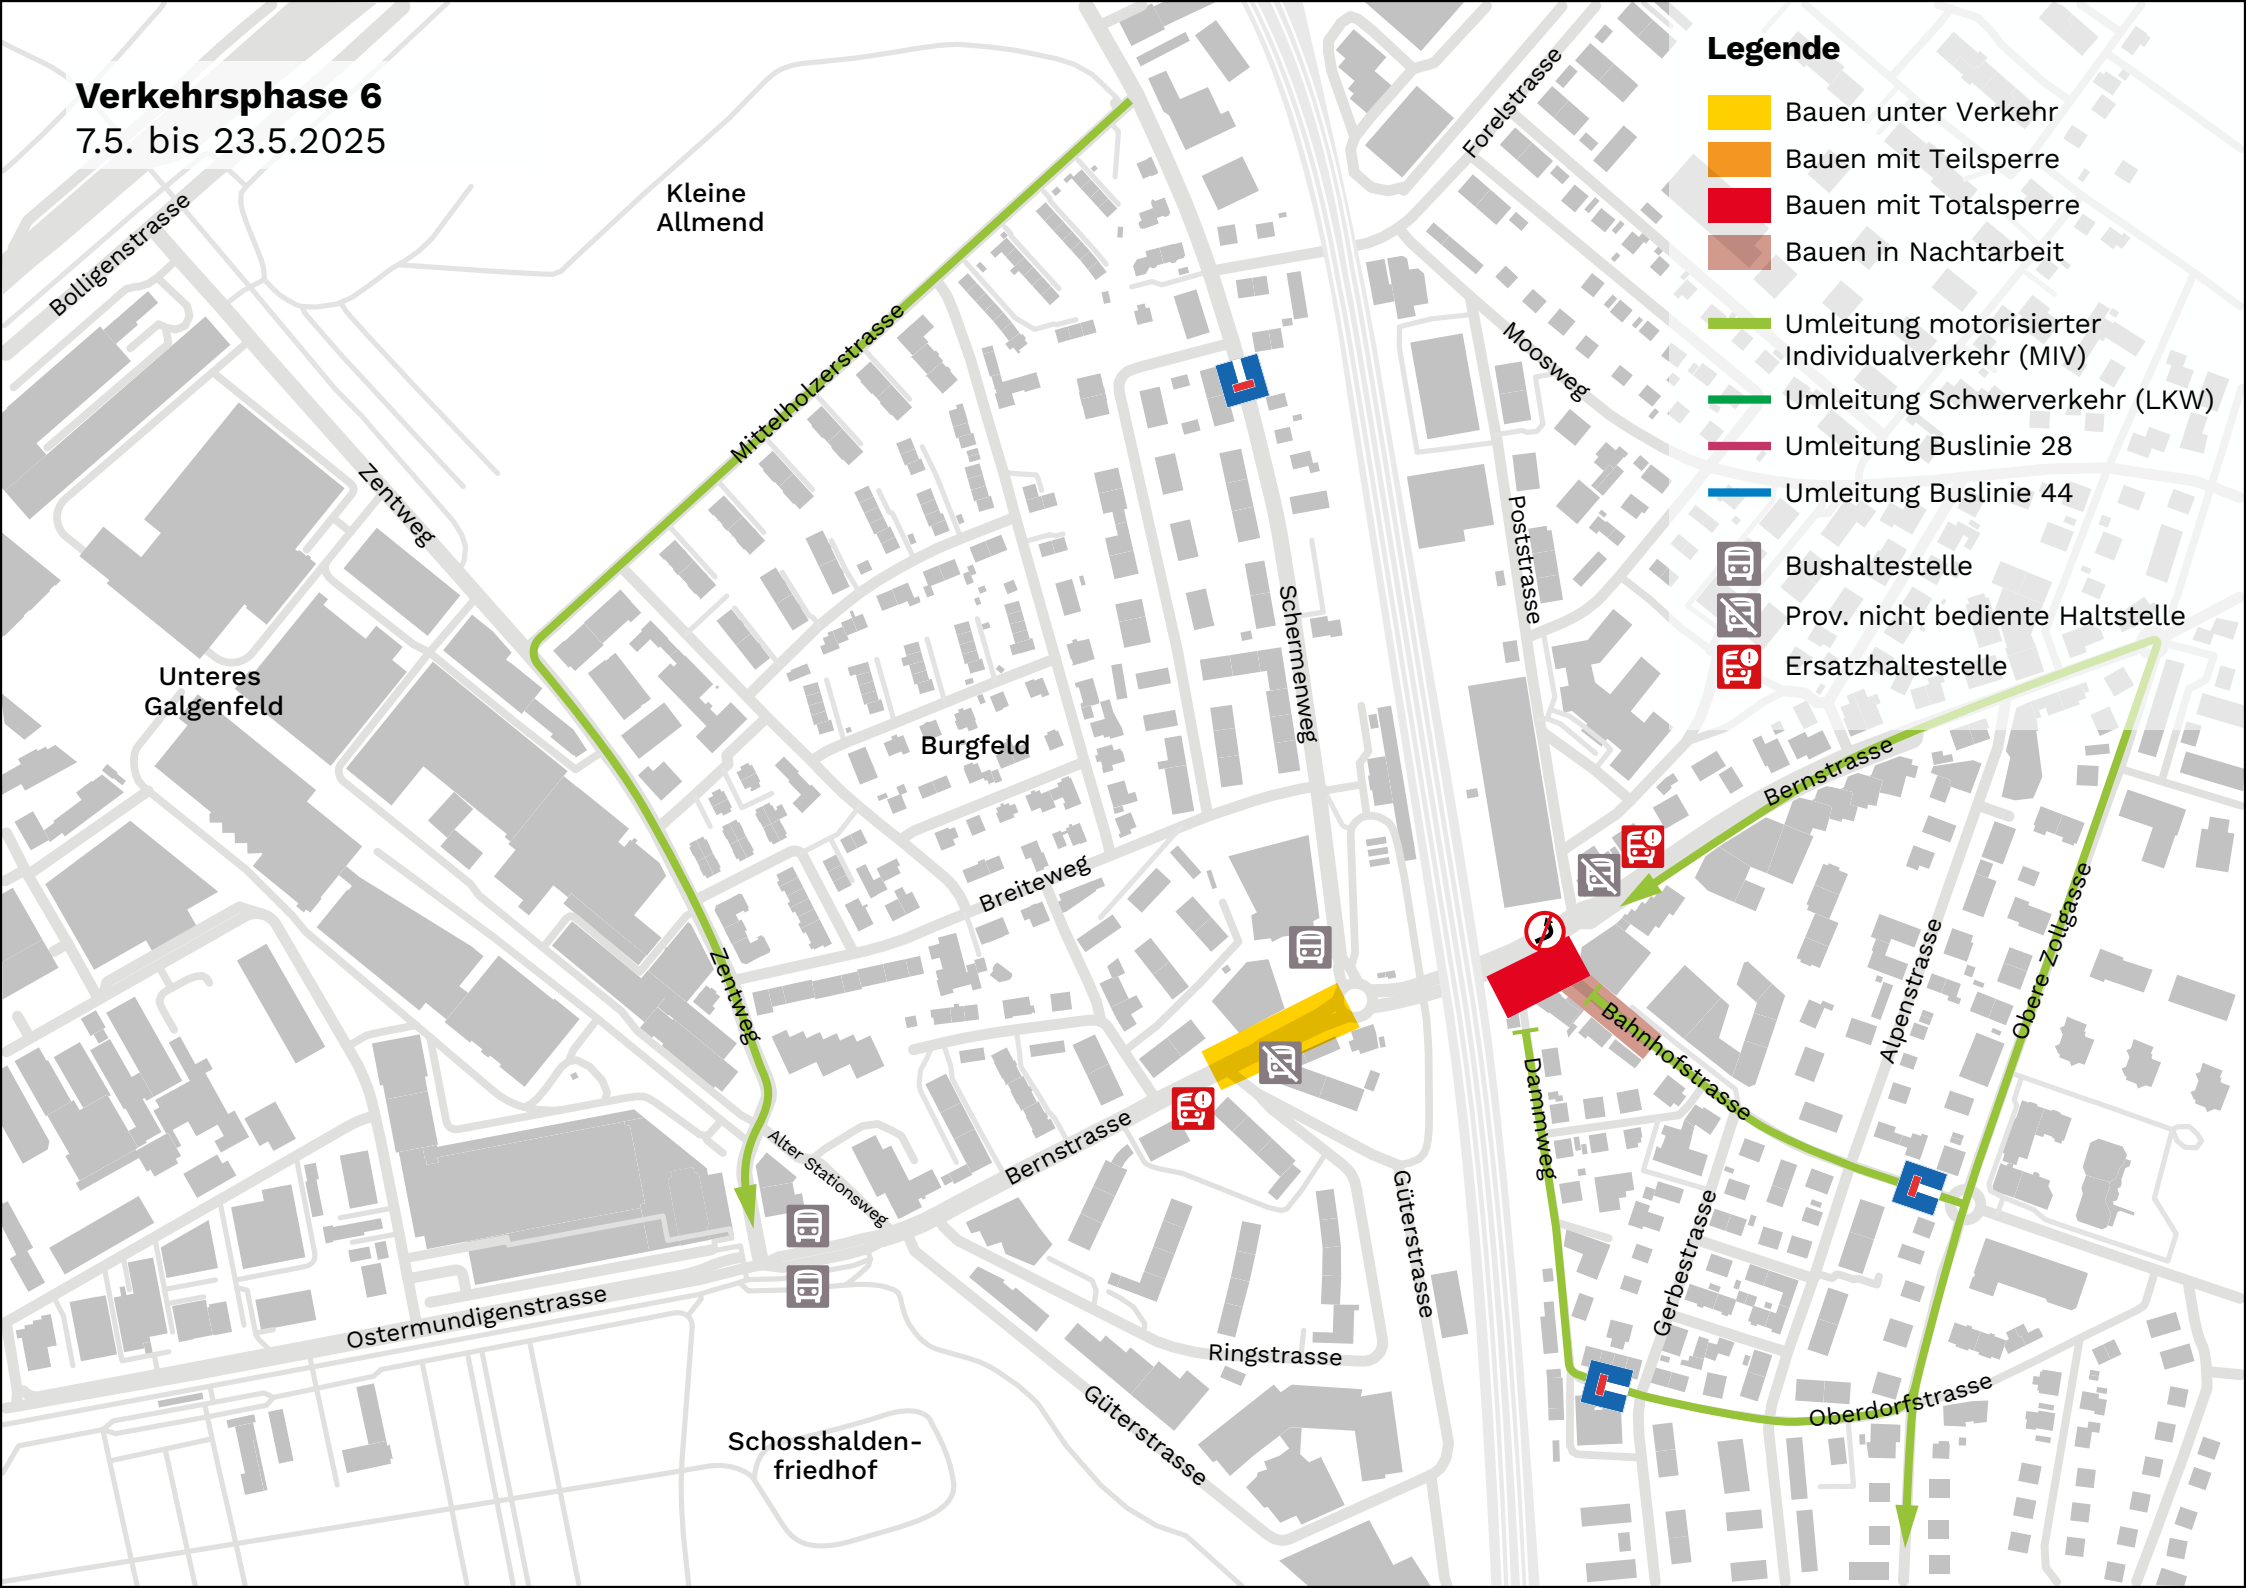 Verkehrsphase 6
7.5. bis 23.5.2025
Legende
Bauen unter Verkehr
Bauen mit Teilsperre
Bauen mit Totalsperre
Bauen in Nachtarbeit
Umleitung motorisierter
Individualverkehr (MIV)
Umleitung Schwerverkehr (LKW)
Umleitung Buslinie 28
Umleitung Buslinie 44
Bushaltestelle
Prov. nicht bediente Haltstelle
Ersatzhaltestelle
Kleine
Allmend
Forelstrasse
Bolligenstrasse
Mittelholzerstrasse
Moosweg
Zentweg
Poststrasse
Schermenweg
Unteres
Galgenfeld
Burgfeld
Bernstrasse
Breiteweg
Zentweg
Alpenstrasse
Obere Zollgasse
Bahnhofstrasse
Dammweg
Alter Stationsweg
Bernstrasse
Güterstrasse
Gerbestrasse
Ostermundigenstrasse
Ringstrasse
Oberdorfstrasse
Güterstrasse
Schosshalden-
friedhof